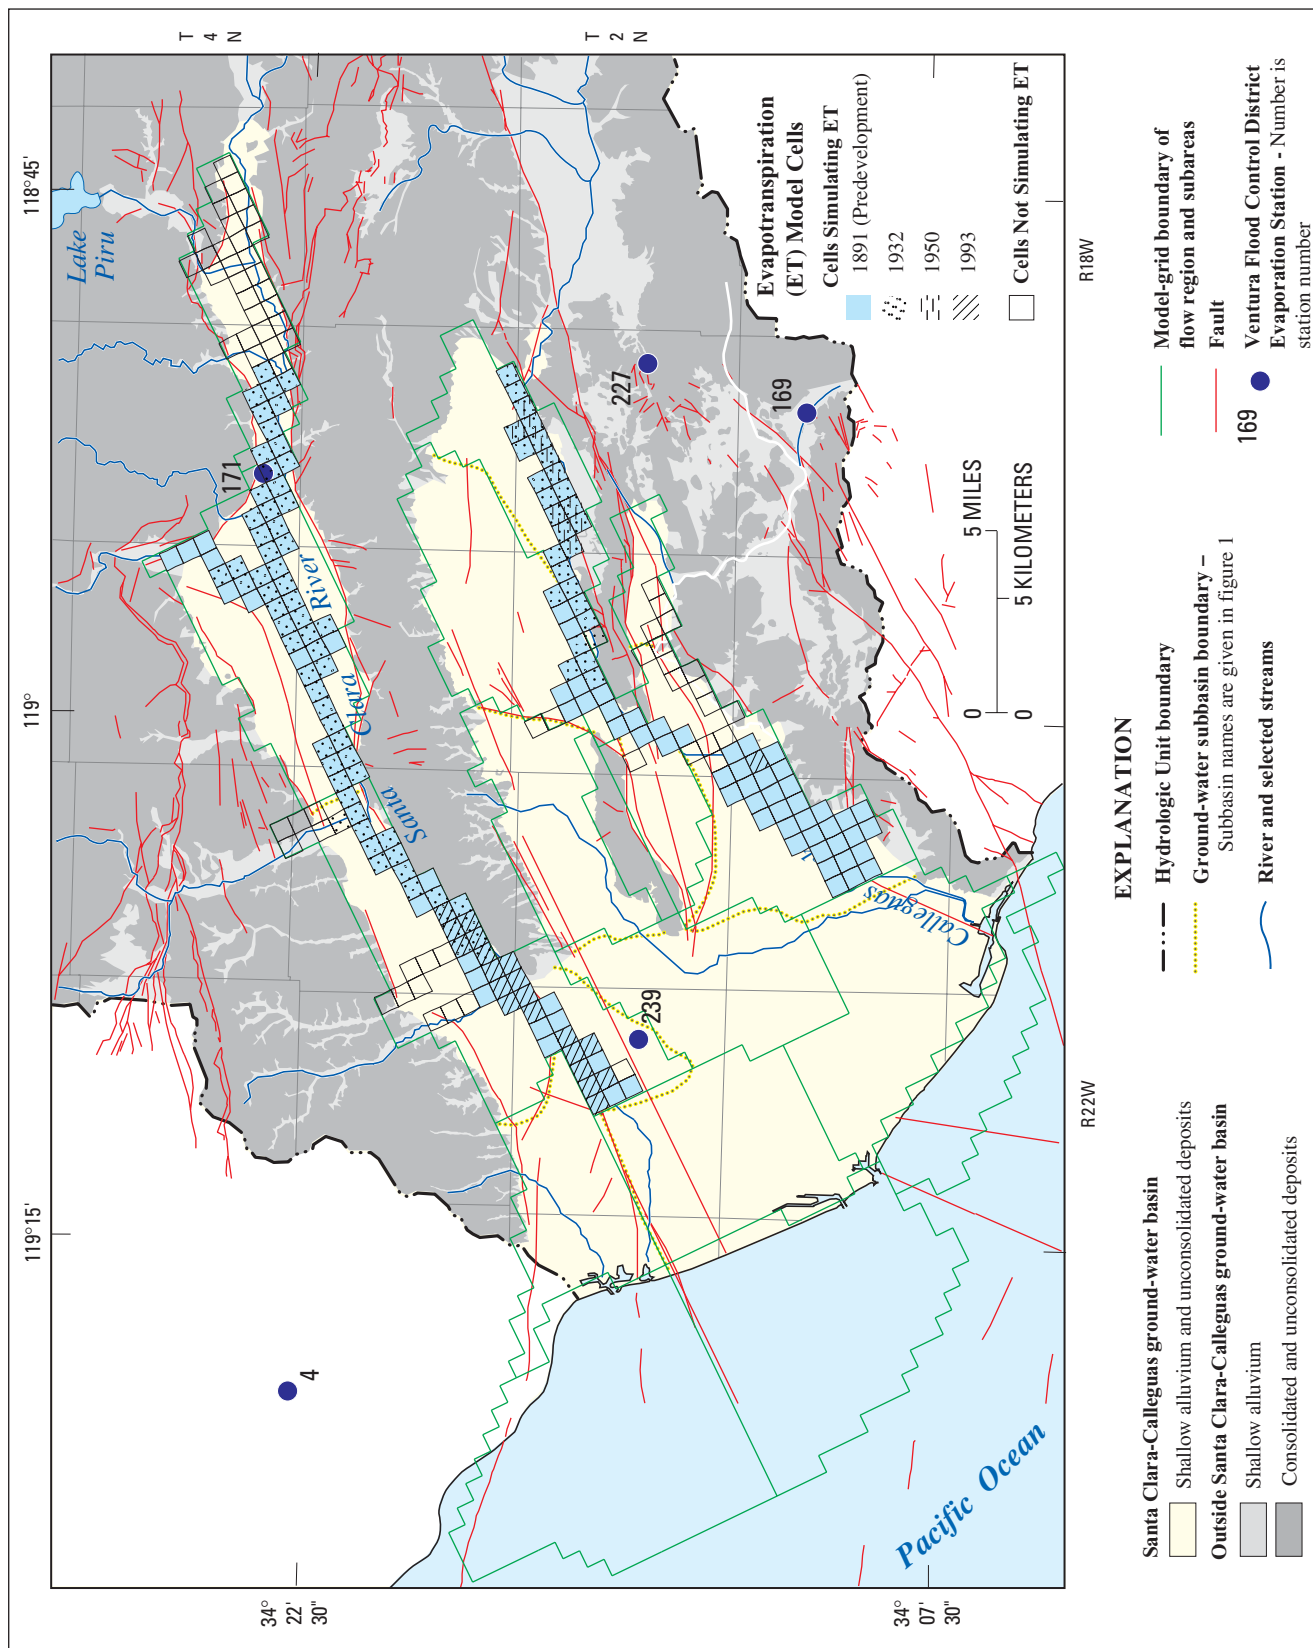 119°15'
119°
118°45'
34°
22'
30"
34°
07'
30"
T
4
N
T
2
N
R22W
R18W
Lake
Piru
Santa
Clara
River
Calleguas
Pacific Ocean
4
239
171
227
169
Evapotranspiration
(ET) Model Cells
Cells Simulating ET
1891 (Predevelopment)
1932
1950
1993
Cells Not Simulating ET
0 5 MILES
0 5 KILOMETERS
EXPLANATION
Santa Clara-Calleguas ground-water basin
Shallow alluvium and unconsolidated deposits
Outside Santa Clara-Calleguas ground-water basin
Shallow alluvium
Consolidated and unconsolidated deposits
Hydrologic Unit boundary
Ground-water subbasin boundary –
Subbasin names are given in figure 1
River and selected streams
Model-grid boundary of
flow region and subareas
Fault
169
Ventura Flood Control District
Evaporation Station - Number is
station number